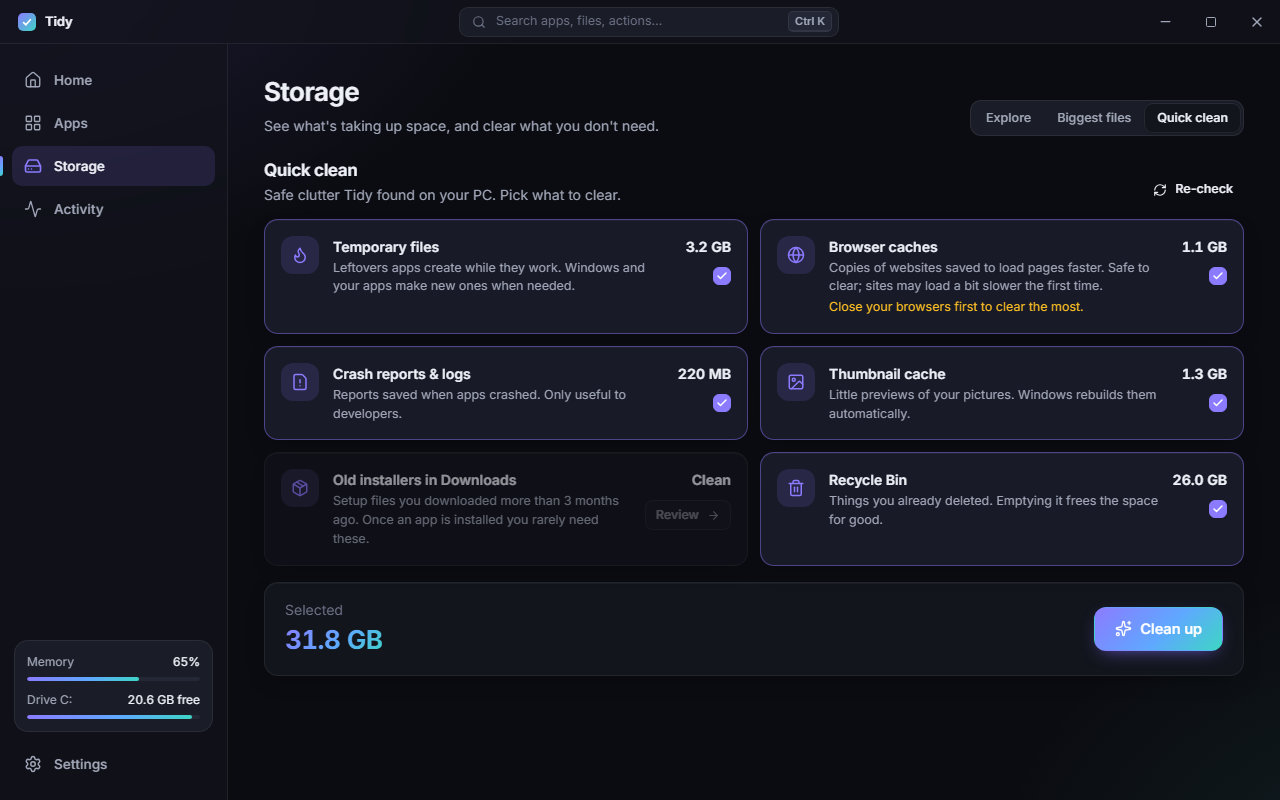 Tidy
Search apps, files, actions...
Ctrl K
Home
Apps
Storage
Activity
Memory
65%
Drive C:
20.6 GB free
Settings
Storage
See what's taking up space, and clear what you don't need.
Explore
Biggest files
Quick clean
Quick clean
Safe clutter Tidy found on your PC. Pick what to clear.
Re-check
Temporary files
3.2 GB
Leftovers apps create while they work. Windows and
your apps make new ones when needed.
Browser caches
1.1 GB
Copies of websites saved to load pages faster. Safe to
clear; sites may load a bit slower the first time.
Close your browsers first to clear the most.
Crash reports & logs
220 MB
Reports saved when apps crashed. Only useful to
developers.
Thumbnail cache
1.3 GB
Little previews of your pictures. Windows rebuilds them
automatically.
Old installers in Downloads
Clean
Setup files you downloaded more than 3 months
ago. Once an app is installed you rarely need
these.
Review
Recycle Bin
26.0 GB
Things you already deleted. Emptying it frees the space
for good.
Selected
31.8 GB
Clean up